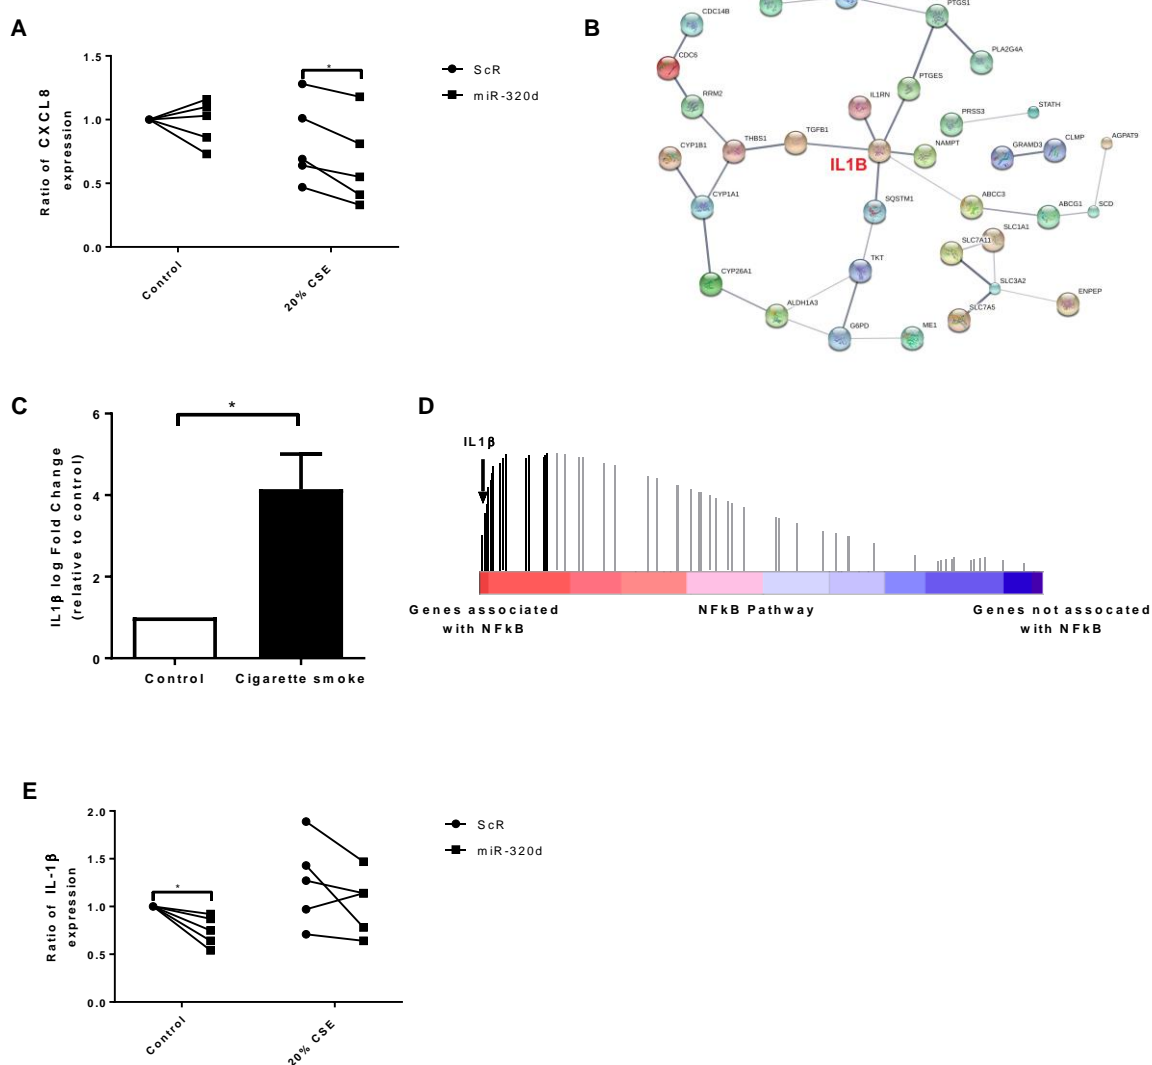 A
1.5
1.0
0.5
0.0
Ratio of CXCL8
expression
Control
20% CSE
*
ScR
miR-320d
B
PTGS1
CDC14B
PLA2G4A
CDC6
PTGES
IL1RN
RRM2
PRSS3
STATH
TGFB1
THBS1
CYP1B1
IL1B
NAMPT
GRAMD3
CLMP
AGPAT9
CYP1A1
SQSTM1
ABCC3
ABCG1
SCD
SLC7A11
SLC1A1
CYP26A1
TKT
SLC3A2
ENPEP
ALDH1A3
SLC7A5
G6PD
ME1
C
6
4
2
0
IL1β log Fold Change
(relative to control)
*
Control
Cigarette smoke
D
IL1β
Genes associated
with NFkB
NFkB Pathway
Genes not assocated
with NFkB
E
2.0
1.5
1.0
0.5
0.0
Ratio of IL-1β
expression
*
Control
20% CSE
ScR
miR-320d